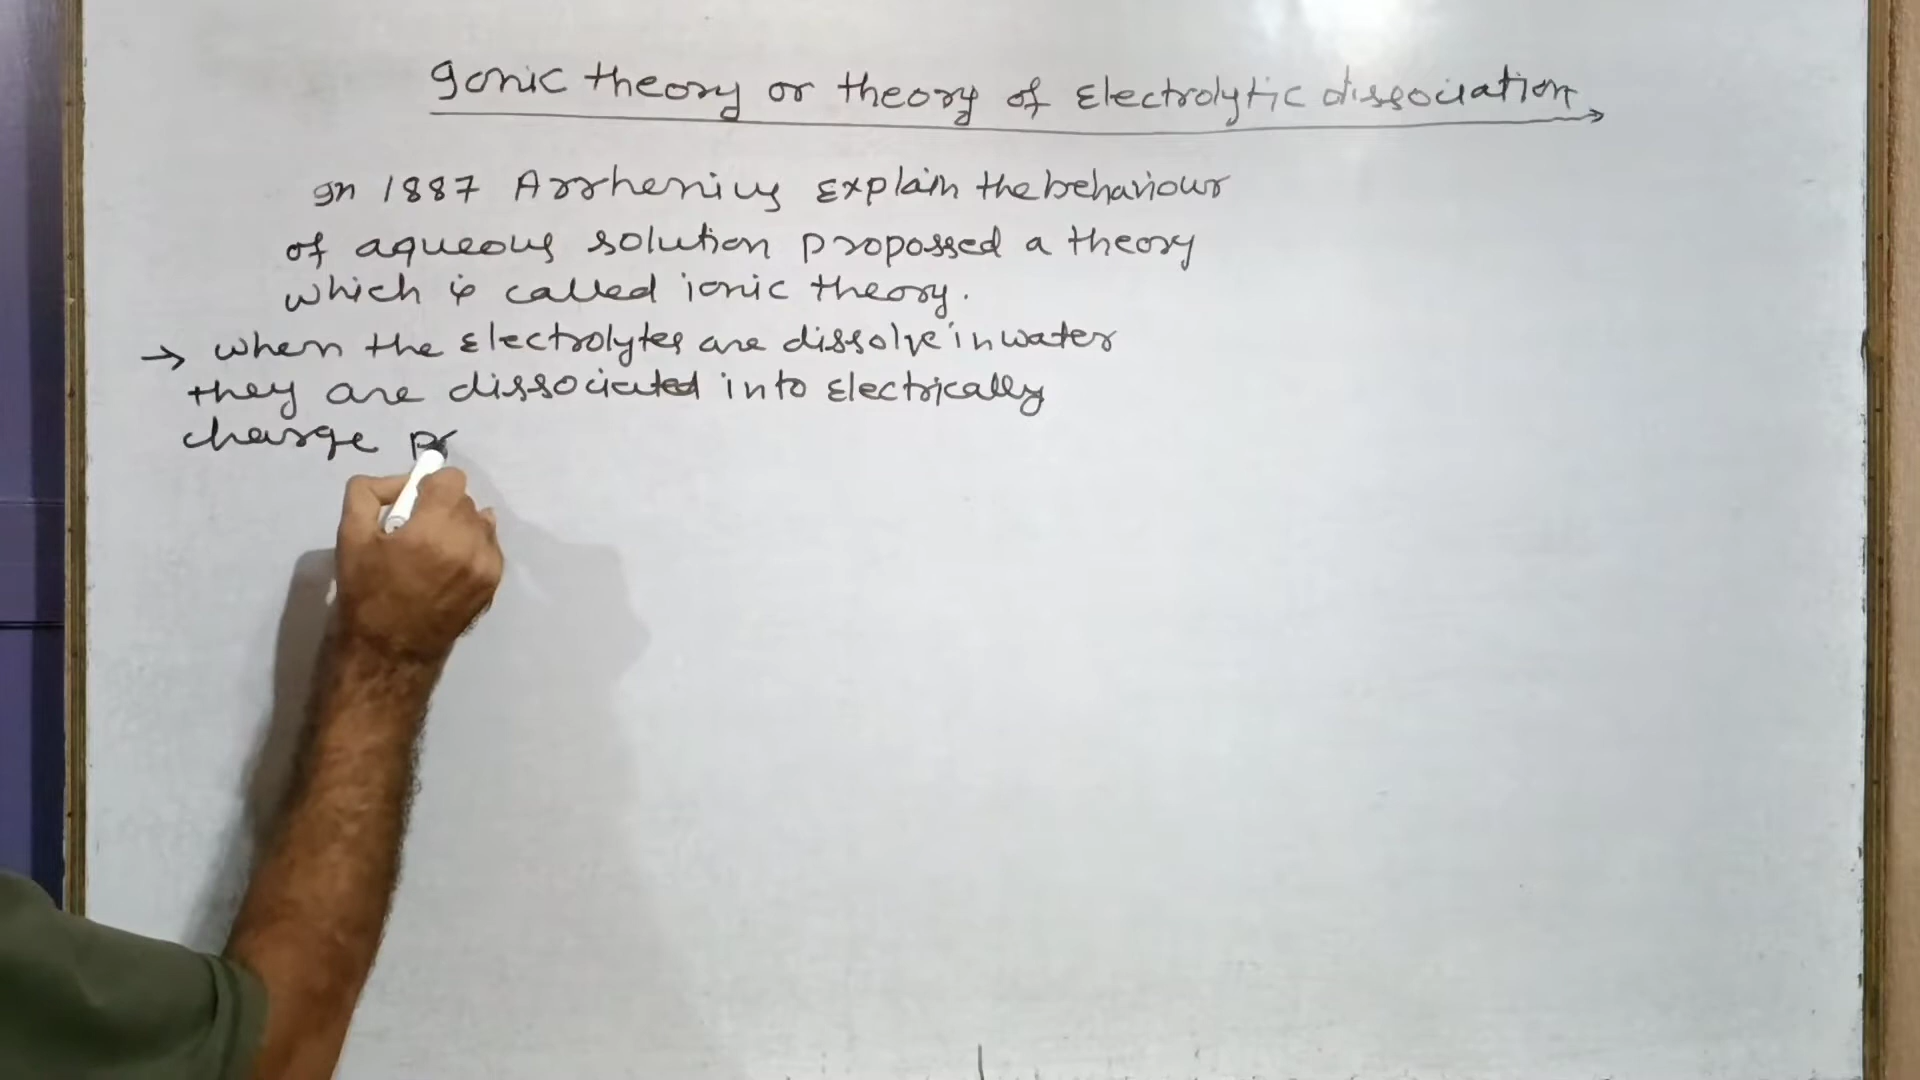 Ionic theory or theory of Electrolytic dissociation
In 1887 Arrhenius Explain the behaviour
of aqueous solution propossed a theory
which is called ionic theory.
→ when the Electrolytes are dissolve in water
they are dissociated into Electrically
charge